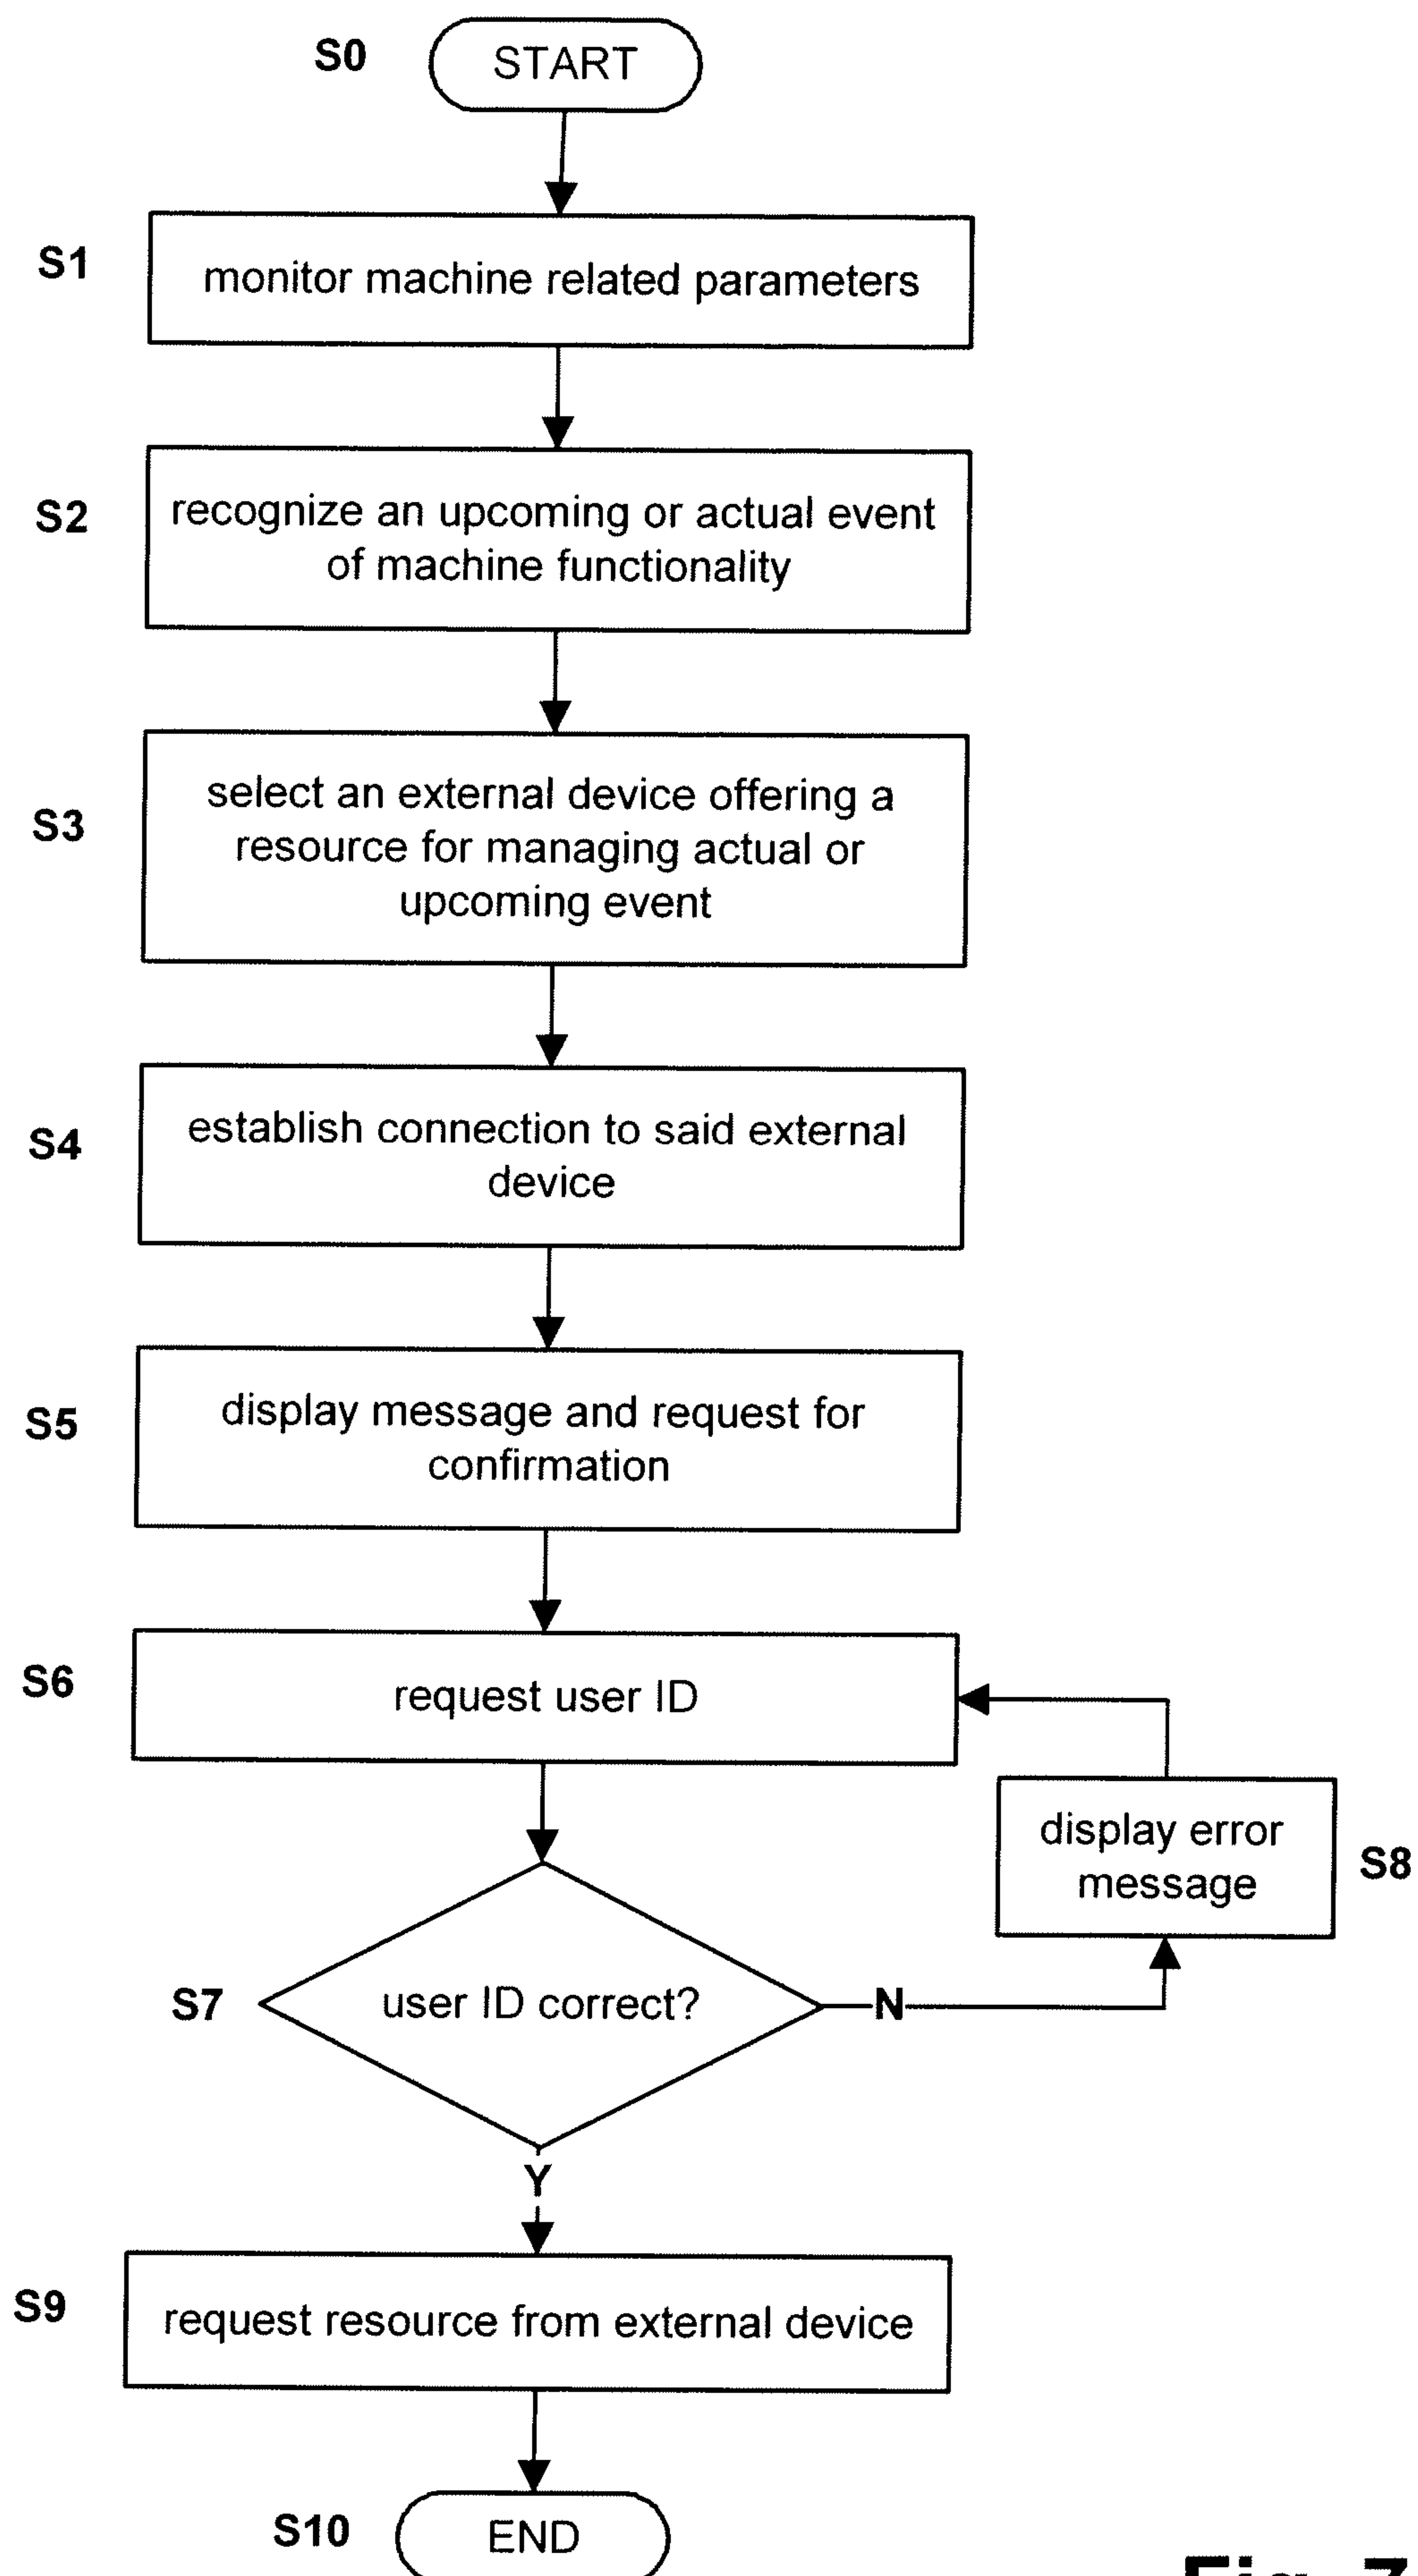 S0
START
S1
monitor machine related parameters
S2
recognize an upcoming or actual event
of machine functionality
S3
select an external device offering a
resource for managing actual or
upcoming event
S4
establish connection to said external
device
S5
display message and request for
confirmation
S6
request user ID
display error
message
S8
S7
user ID correct?
N
Y
S9
request resource from external device
S10
END